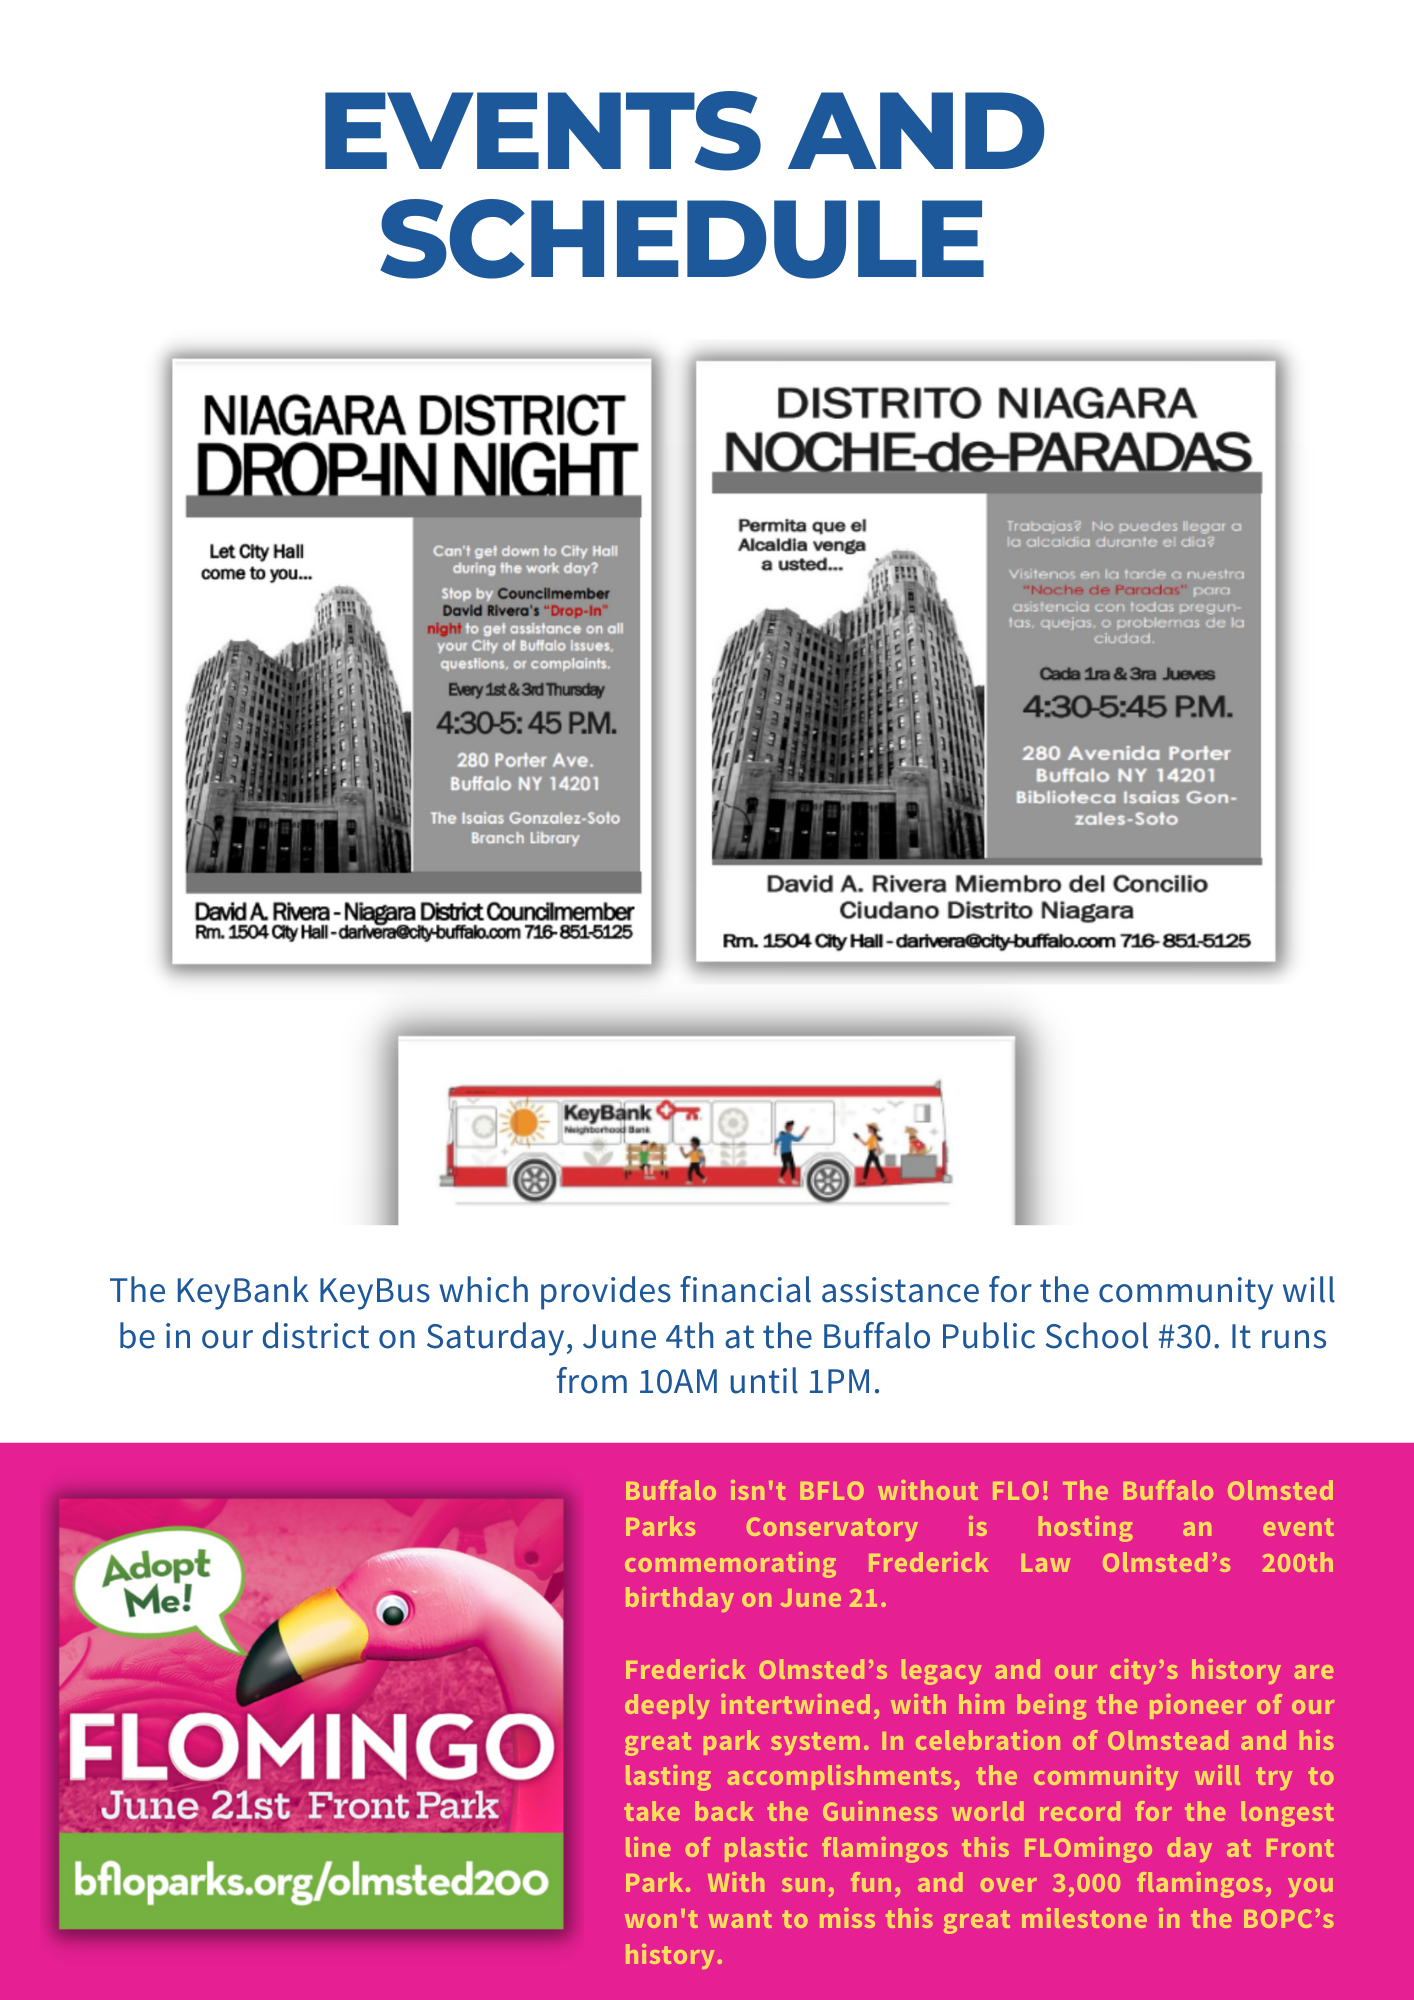 EVENTS AND
SCHEDULE
NIAGARA DISTRICT
DROP-IN NIGHT
Let City Hall
come to you...
Can't get down to City Hall
during the work day?
Stop by Councilmember
David Rivera's "Drop-In"
night to get assistance on all
your City of Buffalo issues,
questions, or complaints.
Every 1st & 3rd Thursday
4:30-5: 45 P.M.
280 Porter Ave.
Buffalo NY 14201
The Isaias Gonzalez-Soto
Branch Library
David A. Rivera - Niagara District Councilmember
Rm. 1504 City Hall - darivera@city-buffalo.com 716- 851-5125
DISTRITO NIAGARA
NOCHE-de-PARADAS
Permita que el
Alcaldia venga
a usted...
Trabajas? No puedes llegar a
la alcaldia durante el dia?
Visitenos en la tarde a nuestra
"Noche de Paradas" para
asistencia con todas pregun-
tas, quejas, o problemas de la
ciudad.
Cada 1ra & 3ra Jueves
4:30-5:45 P.M.
280 Avenida Porter
Buffalo NY 14201
Biblioteca Isaias Gon-
zales-Soto
David A. Rivera Miembro del Concilio
Ciudano Distrito Niagara
Rm. 1504 City Hall - darivera@city-buffalo.com 716- 851-5125
KeyBank
Neighborhood Bank
The KeyBank KeyBus which provides financial assistance for the community will
be in our district on Saturday, June 4th at the Buffalo Public School #30. It runs
from 10AM until 1PM.
Adopt
Me!
FLOMINGO
June 21st Front Park
bfloparks.org/olmsted200
Buffalo isn't BFLO without FLO! The Buffalo Olmsted
Parks Conservatory is hosting an event
commemorating Frederick Law Olmsted's 200th
birthday on June 21.
Frederick Olmsted's legacy and our city's history are
deeply intertwined, with him being the pioneer of our
great park system. In celebration of Olmstead and his
lasting accomplishments, the community will try to
take back the Guinness world record for the longest
line of plastic flamingos this FLOmingo day at Front
Park. With sun, fun, and over 3,000 flamingos, you
won't want to miss this great milestone in the BOPC's
history.